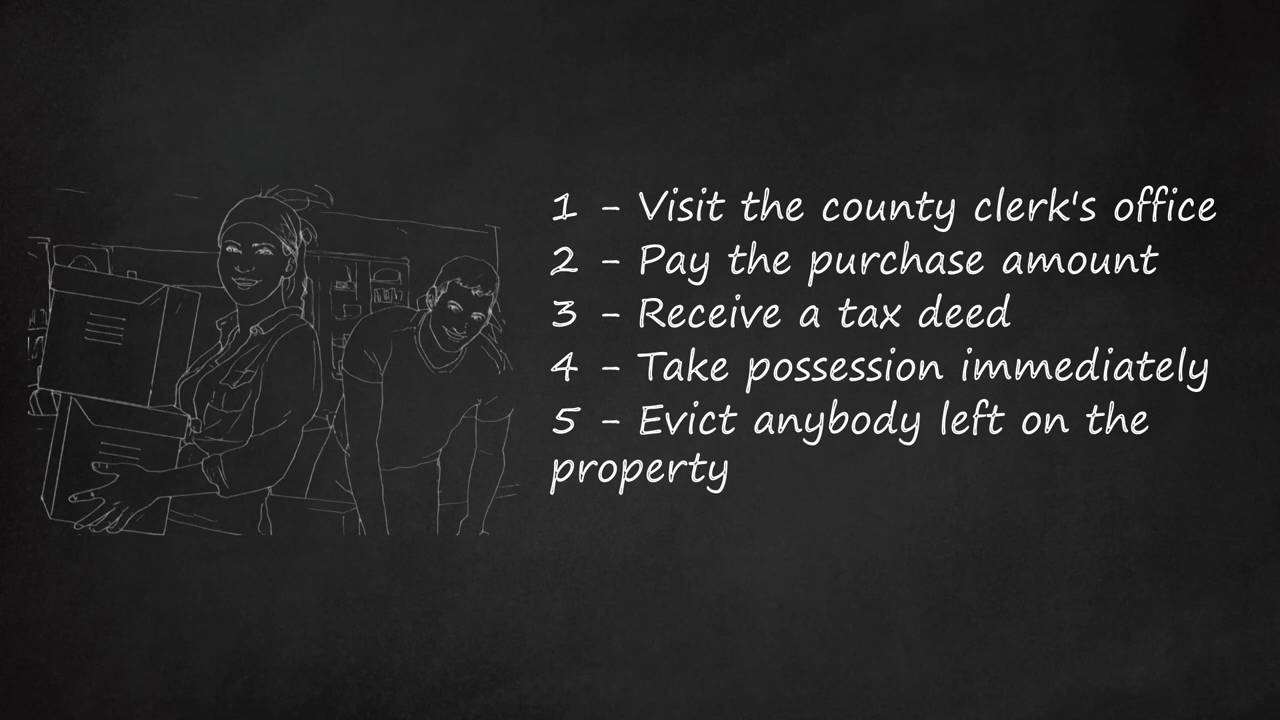 1 - Visit the county clerk's office
2 - Pay the purchase amount
3 - Receive a tax deed
4 - Take possession immediately
5 - Evict anybody left on the
property